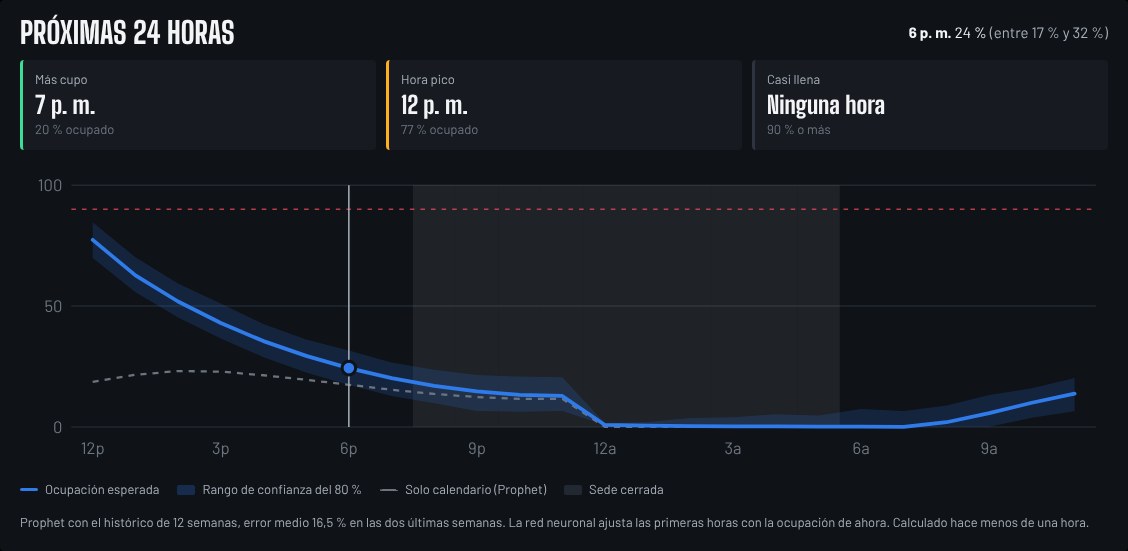 PRÓXIMAS 24 HORAS
6 p. m. 24 % (entre 17 % y 32 %)
Más cupo
7 p. m.
20 % ocupado
Hora pico
12 p. m.
77 % ocupado
Casi llena
Ninguna hora
90 % o más
100
50
0
12p 3p 6p 9p 12a 3a 6a 9a
Ocupación esperada Rango de confianza del 80 % Solo calendario (Prophet) Sede cerrada
Prophet con el histórico de 12 semanas, error medio 16,5 % en las dos últimas semanas. La red neuronal ajusta las primeras horas con la ocupación de ahora. Calculado hace menos de una hora.